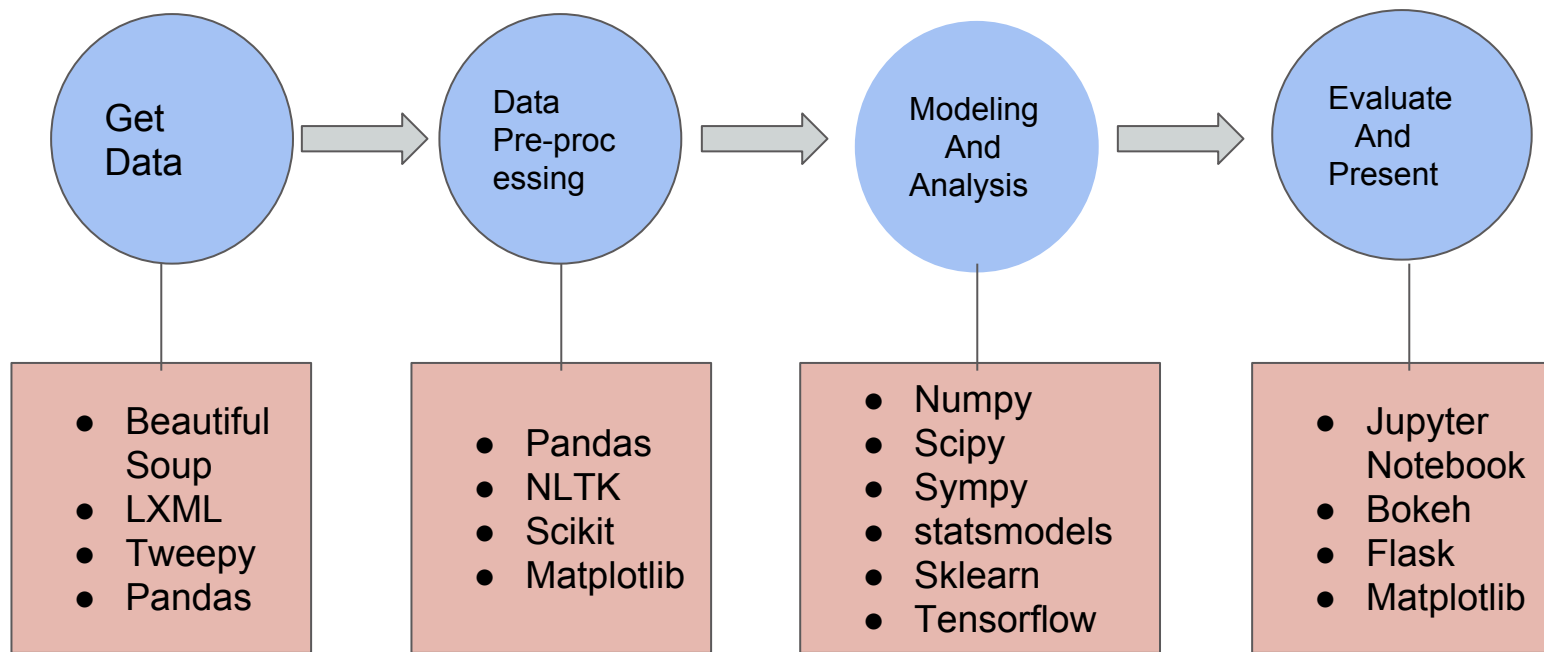 Get
Data
Data
Pre-proc
essing
Modeling
And
Analysis
Evaluate
And
Present
● Beautiful
Soup
● LXML
● Tweepy
● Pandas
● Pandas
● NLTK
● Scikit
● Matplotlib
● Numpy
● Scipy
● Sympy
● statsmodels
● Sklearn
● Tensorflow
● Jupyter
Notebook
● Bokeh
● Flask
● Matplotlib